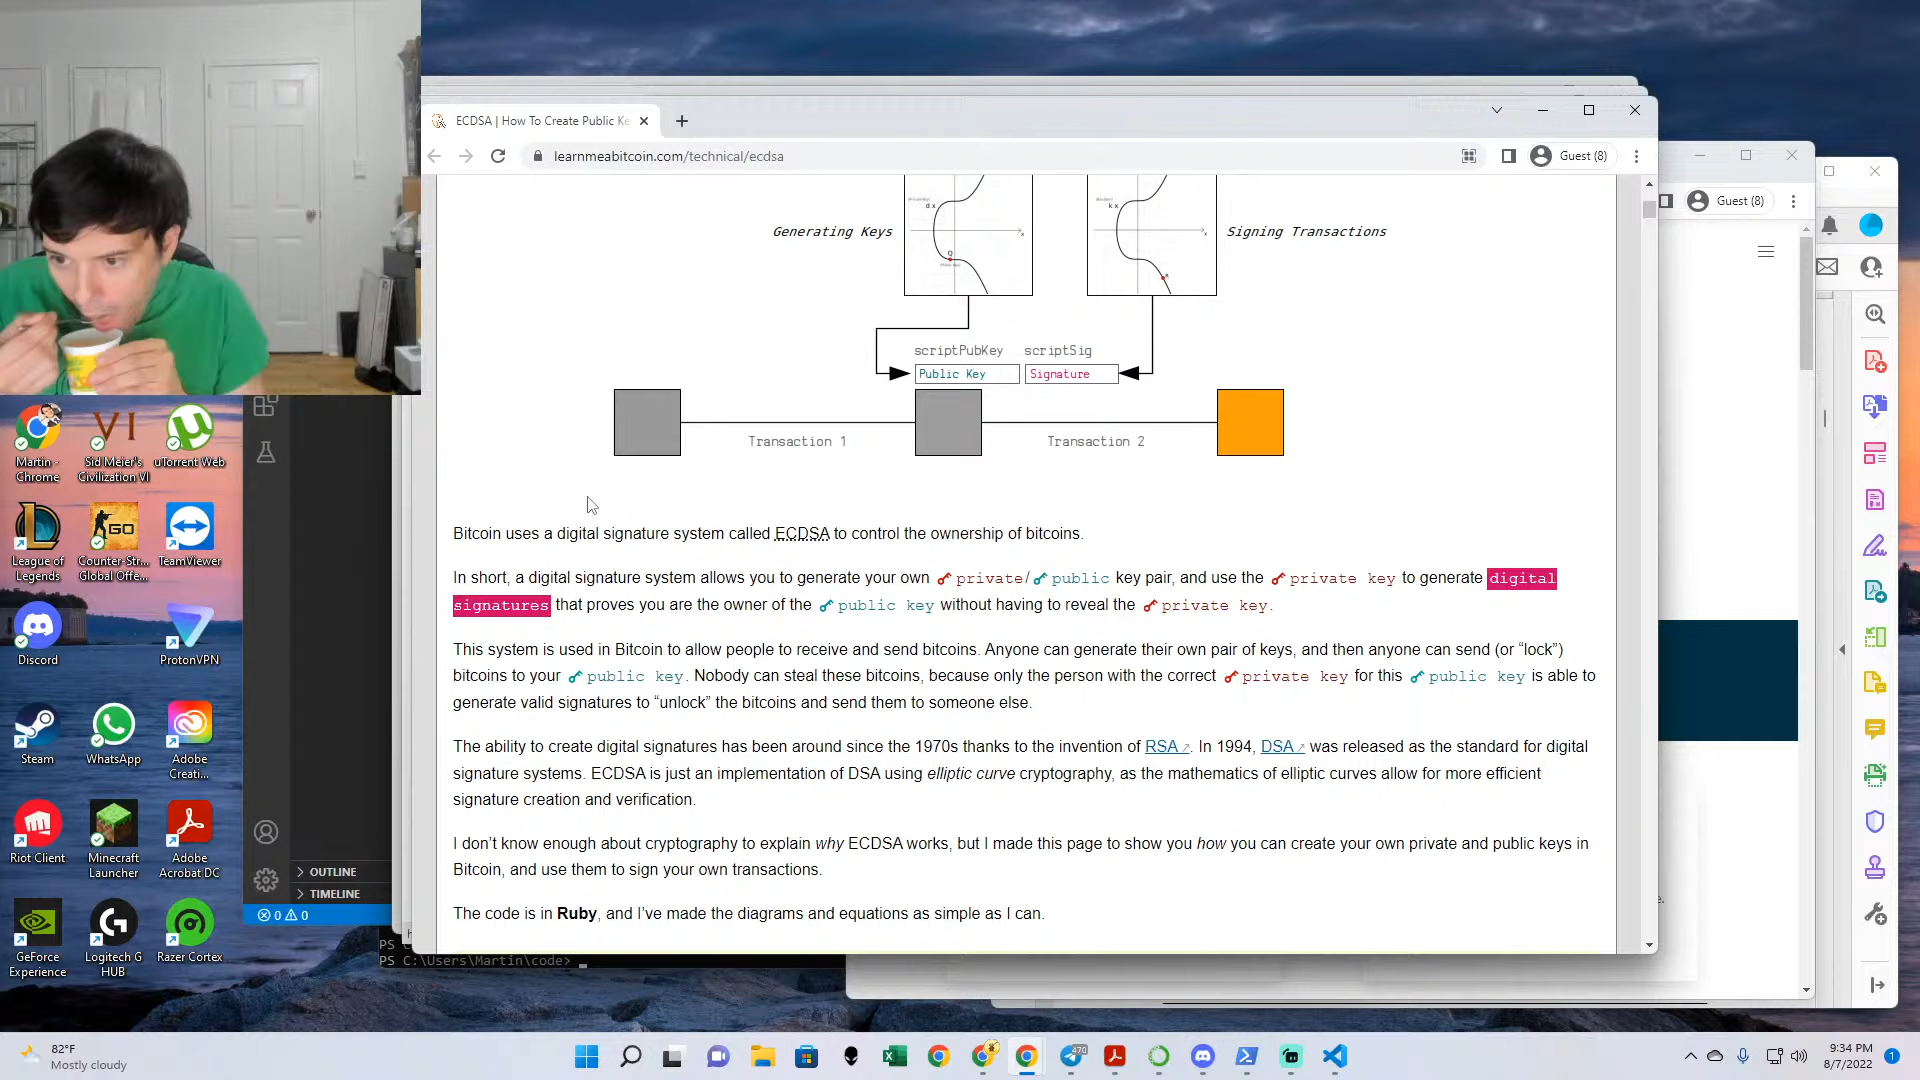 ECDSA | How To Create Public Ke
learnmeabitcoin.com/technical/ecdsa
Guest (8)
Guest (8)
Generating Keys
d x
Q
x
k x
x
Signing Transactions
scriptPubKey
scriptSig
Public Key
Signature
Transaction 1
Transaction 2
Bitcoin uses a digital signature system called ECDSA to control the ownership of bitcoins.
In short, a digital signature system allows you to generate your own private/ public key pair, and use the private key to generate digital
signatures that proves you are the owner of the public key without having to reveal the private key.
This system is used in Bitcoin to allow people to receive and send bitcoins. Anyone can generate their own pair of keys, and then anyone can send (or “lock”)
bitcoins to your public key. Nobody can steal these bitcoins, because only the person with the correct private key for this public key is able to
generate valid signatures to “unlock” the bitcoins and send them to someone else.
The ability to create digital signatures has been around since the 1970s thanks to the invention of RSA. In 1994, DSA was released as the standard for digital
signature systems. ECDSA is just an implementation of DSA using elliptic curve cryptography, as the mathematics of elliptic curves allow for more efficient
signature creation and verification.
I don’t know enough about cryptography to explain why ECDSA works, but I made this page to show you how you can create your own private and public keys in
Bitcoin, and use them to sign your own transactions.
The code is in Ruby, and I’ve made the diagrams and equations as simple as I can.
Martin -
Chrome
VI
Sid Meier's
Civilization VI
uTorrent Web
League of
Legends
GO
Counter-Str...
Global Offe...
TeamViewer
Discord
ProtonVPN
Steam
WhatsApp
Adobe
Creati...
Riot Client
Minecraft
Launcher
Adobe
Acrobat DC
GeForce
Experience
Logitech G
HUB
Razer Cortex
OUTLINE
TIMELINE
0 0
PS C
PS C:\Users\Martin\code>
82°F
Mostly cloudy
470
9:34 PM
8/7/2022
1